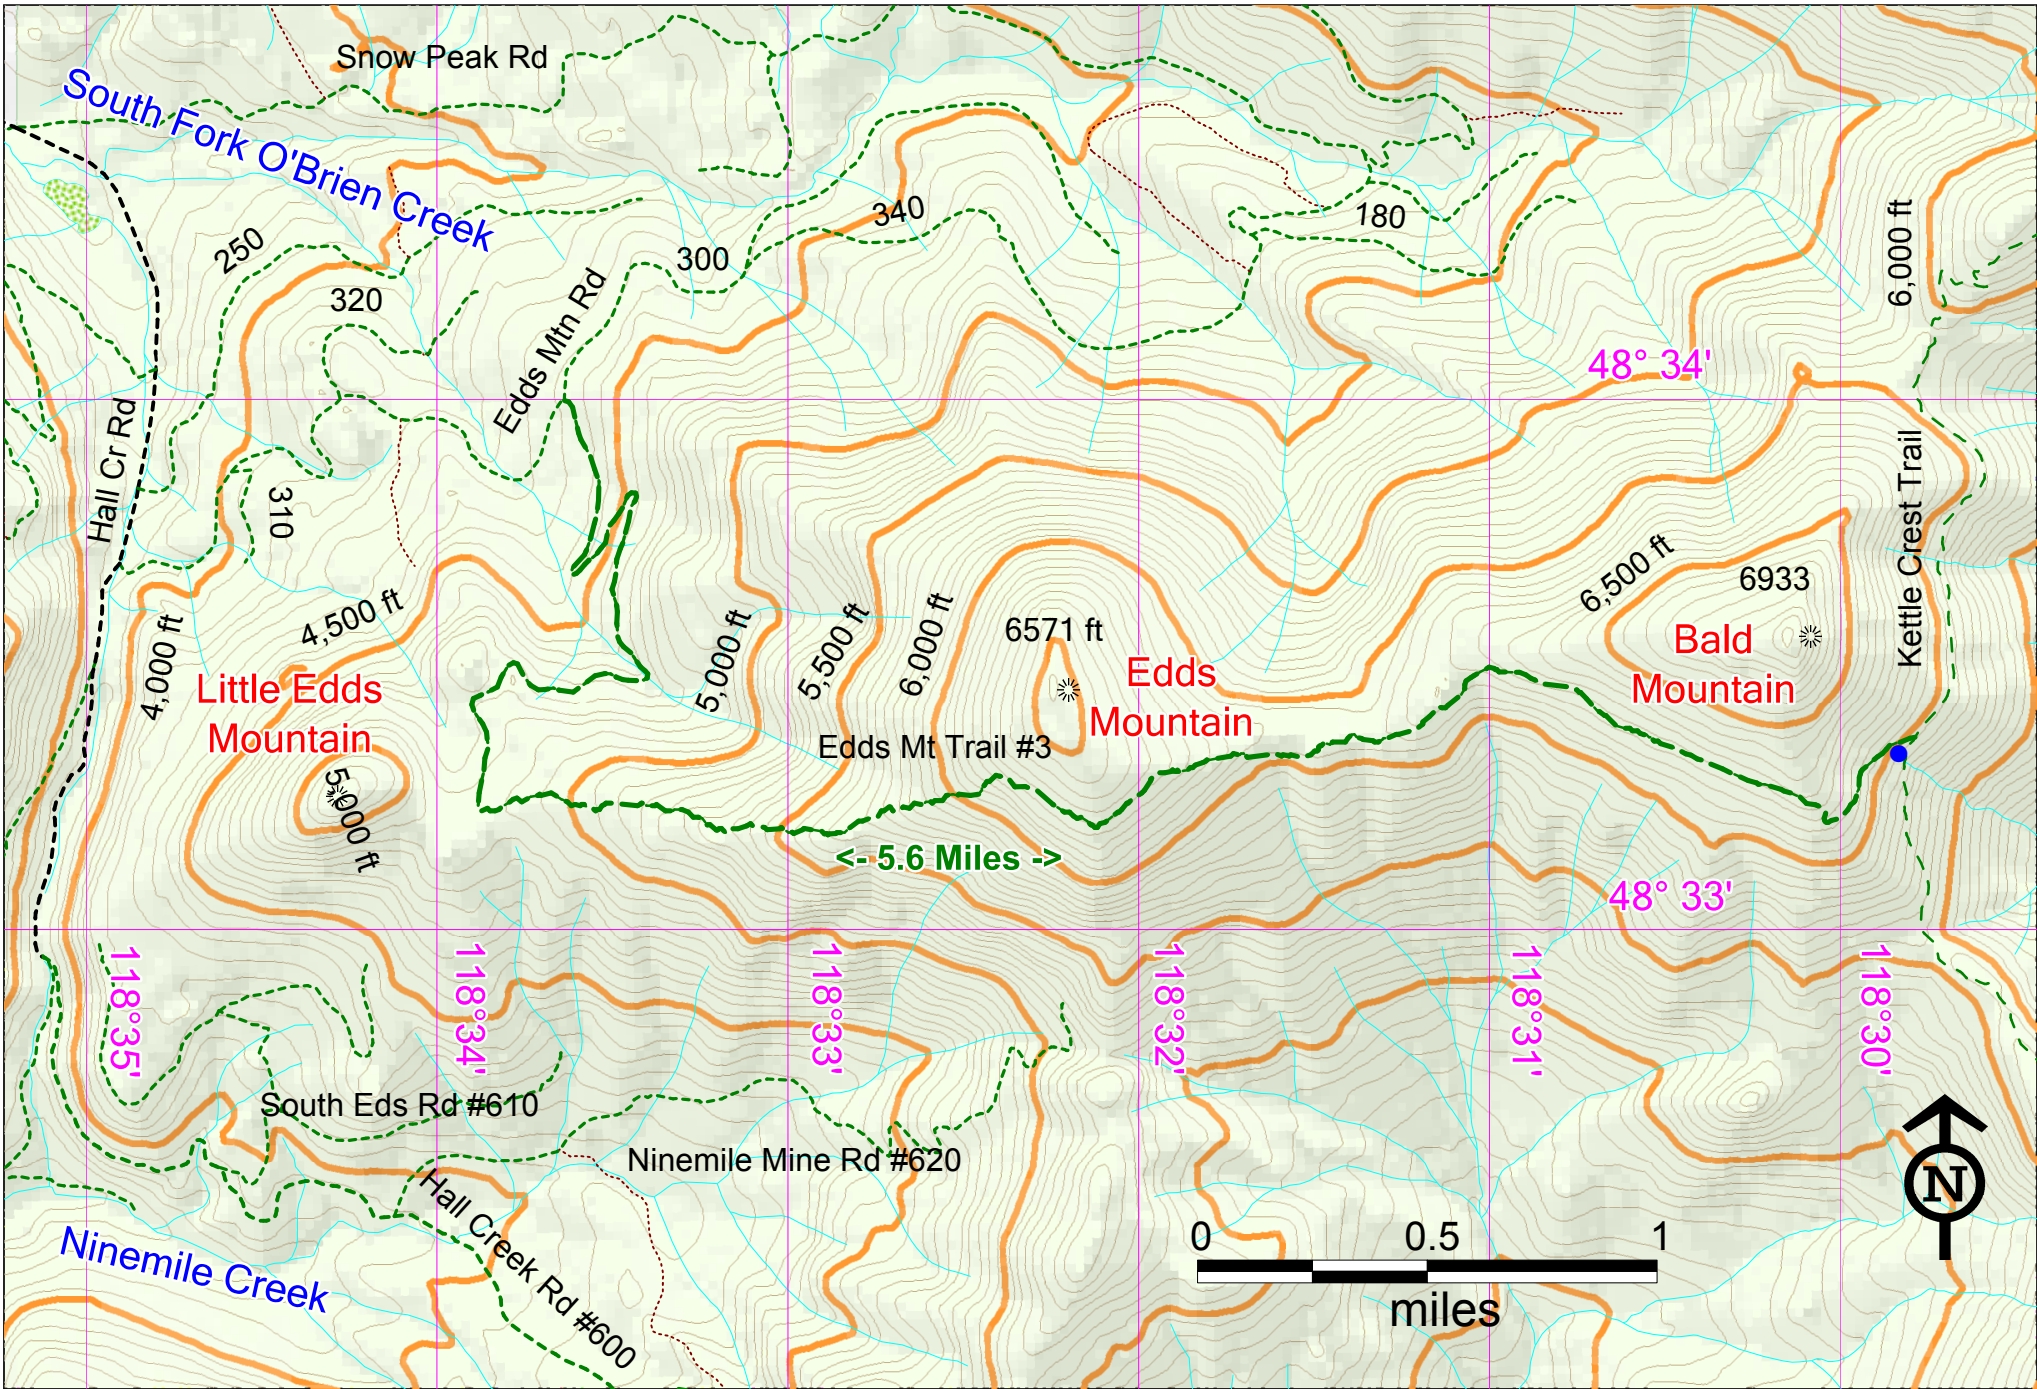 Snow Peak Rd
South Fork O'Brien Creek
250
340
180
6,000 ft
300
320
Edds Mtn Rd
48° 34'
Hall Cr Rd
310
Kettle Crest Trail
4,500 ft
6,500 ft
6933
4,000 ft
5,000 ft
5,500 ft
6,000 ft
6571 ft
Bald
Mountain
Little Edds
Mountain
Edds
Mountain
Edds Mt Trail #3
5,000 ft
<- 5.6 Miles ->
48° 33'
118°35'
118°34'
118°33'
118°32'
118°31'
118°30'
South Eds Rd #610
Ninemile Mine Rd #620
Hall Creek Rd #600
Ninemile Creek
N
0 0.5 1
miles